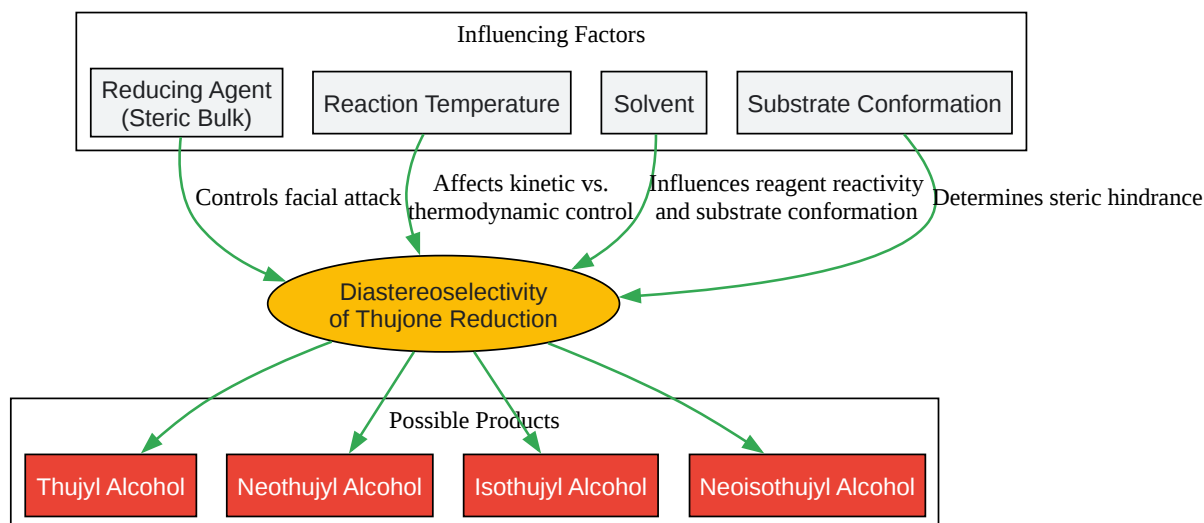 Influencing Factors
Reducing Agent
(Steric Bulk)
Reaction Temperature
Solvent
Substrate Conformation
Controls facial attack
Affects kinetic vs.
thermodynamic control
Influences reagent reactivity
and substrate conformation
Determines steric hindrance
Diastereoselectivity
of Thujone Reduction
Possible Products
Thujyl Alcohol
Neothujyl Alcohol
Isothujyl Alcohol
Neoisothujyl Alcohol